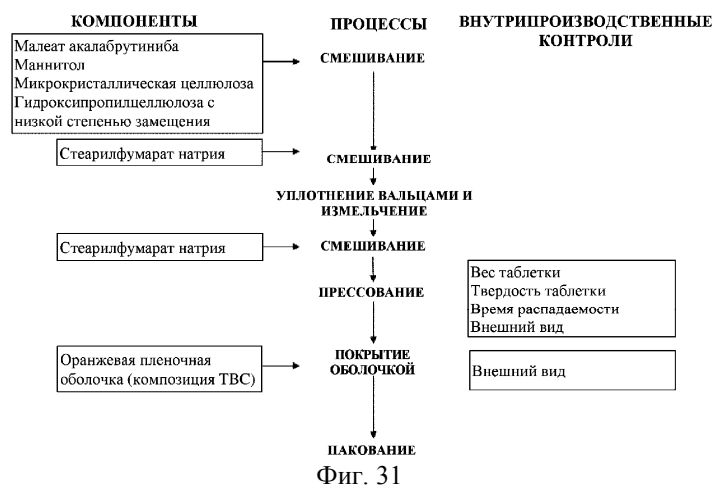 КОМПОНЕНТЫ
ПРОЦЕССЫ
ВНУТРИПРОИЗВОДСТВЕННЫЕ
КОНТРОЛИ
Малеат акалабрутиниба
Маннитол
Микрокристаллическая целлюлоза
Гидроксипропилцеллюлоза с
низкой степенью замещения
СМЕШИВАНИЕ
Стеарилфумарат натрия
СМЕШИВАНИЕ
УПЛОТНЕНИЕ ВАЛЬЦАМИ И
ИЗМЕЛЬЧЕНИЕ
Стеарилфумарат натрия
СМЕШИВАНИЕ
ПРЕССОВАНИЕ
Вес таблетки
Твердость таблетки
Время распадаемости
Внешний вид
Оранжевая пленочная
оболочка (композиция TBC)
ПОКРЫТИЕ
ОБОЛОЧКОЙ
Внешний вид
ПАКОВАНИЕ
Фиг. 31